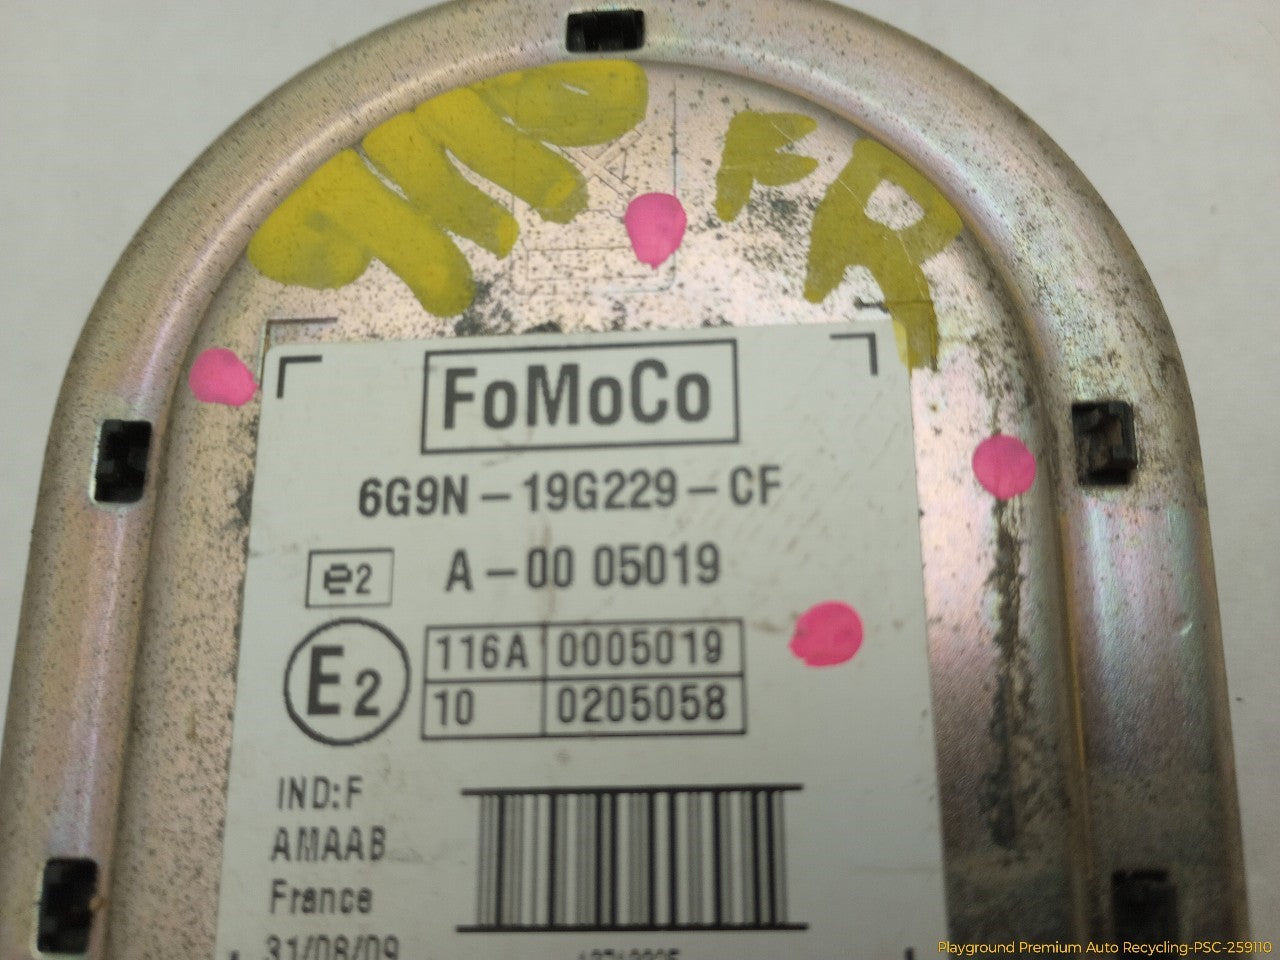 FR
FoMoCo
6G9N-19G229-CF
e2 A-00 05019
E2 116A 0005019
10 0205058
IND:F
AMAAB
France
31/08/09
Playground Premium Auto Recycling-PSC-259110